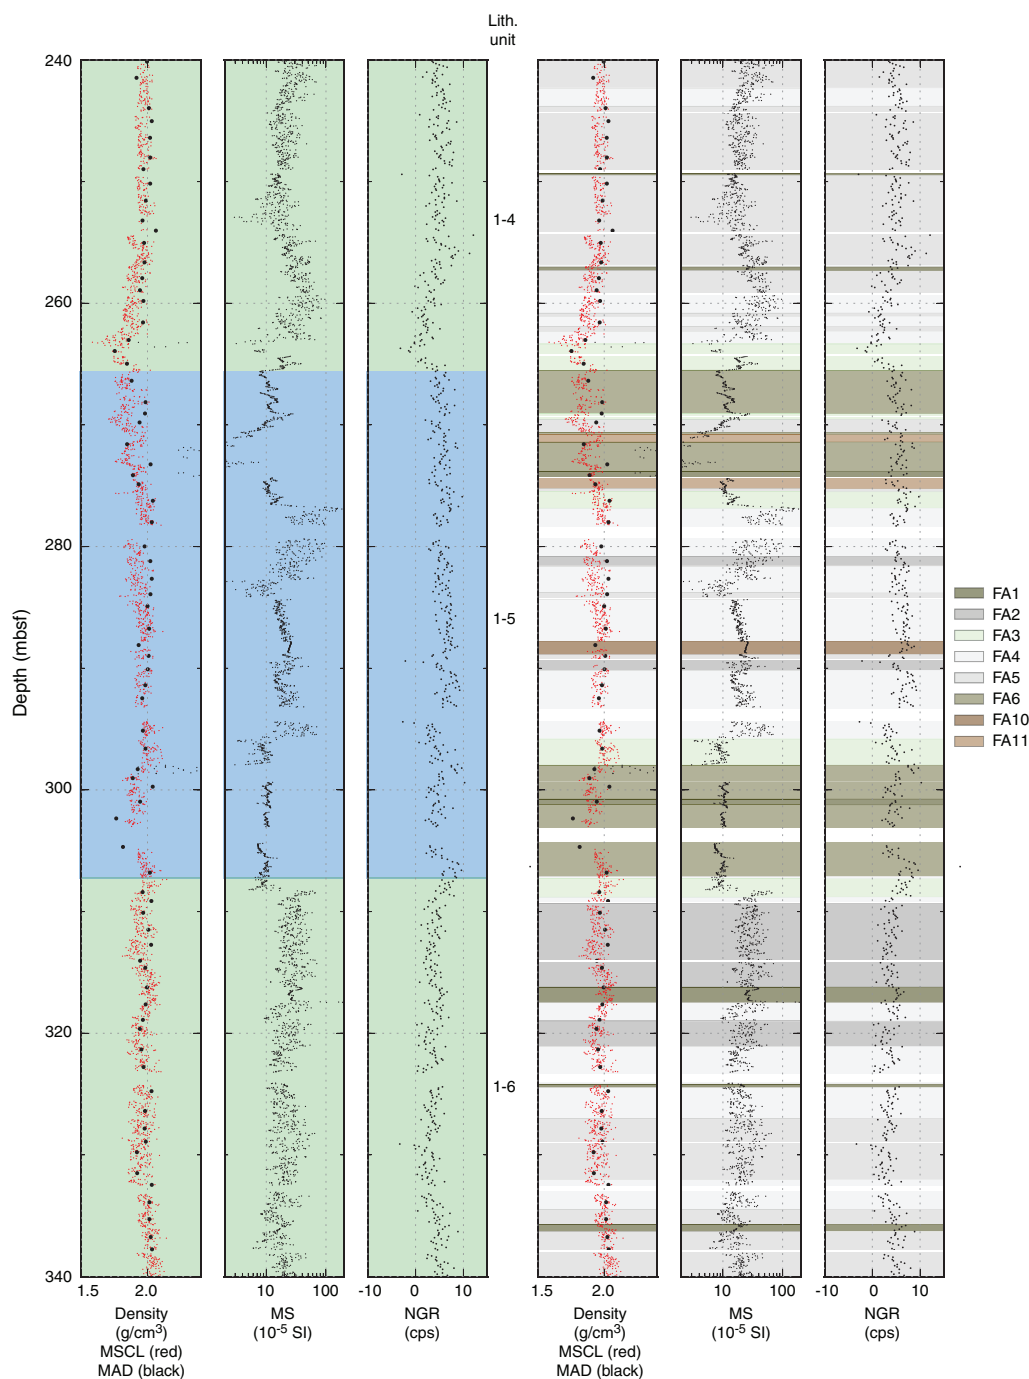 Lith.
unit
240
260
280
300
320
340
Depth (mbsf)
1-4
1-5
1-6
1.5 2.0
10 100
-10 0 10
1.5 2.0
10 100
-10 0 10
Density
(g/cm3)
MSCL (red)
MAD (black)
MS
(10-5 SI)
NGR
(cps)
Density
(g/cm3)
MSCL (red)
MAD (black)
MS
(10-5 SI)
NGR
(cps)
FA1
FA2
FA3
FA4
FA5
FA6
FA10
FA11